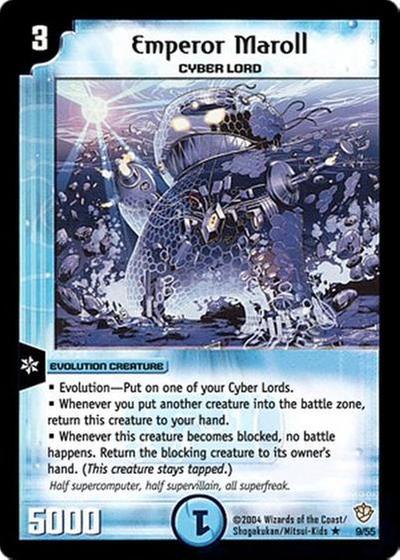 3
Emperor Maroll
CYBER LORD
EVOLUTION CREATURE
▪ Evolution—Put on one of your Cyber Lords.
▪ Whenever you put another creature into the battle zone,
return this creature to your hand.
▪ Whenever this creature becomes blocked, no battle
happens. Return the blocking creature to its owner's
hand. (This creature stays tapped.)
Half supercomputer, half supervillain, all superfreak.
5000
1
©2004 Wizards of the Coast/
Shogakukan/Mitsui-Kids ★ 9/55